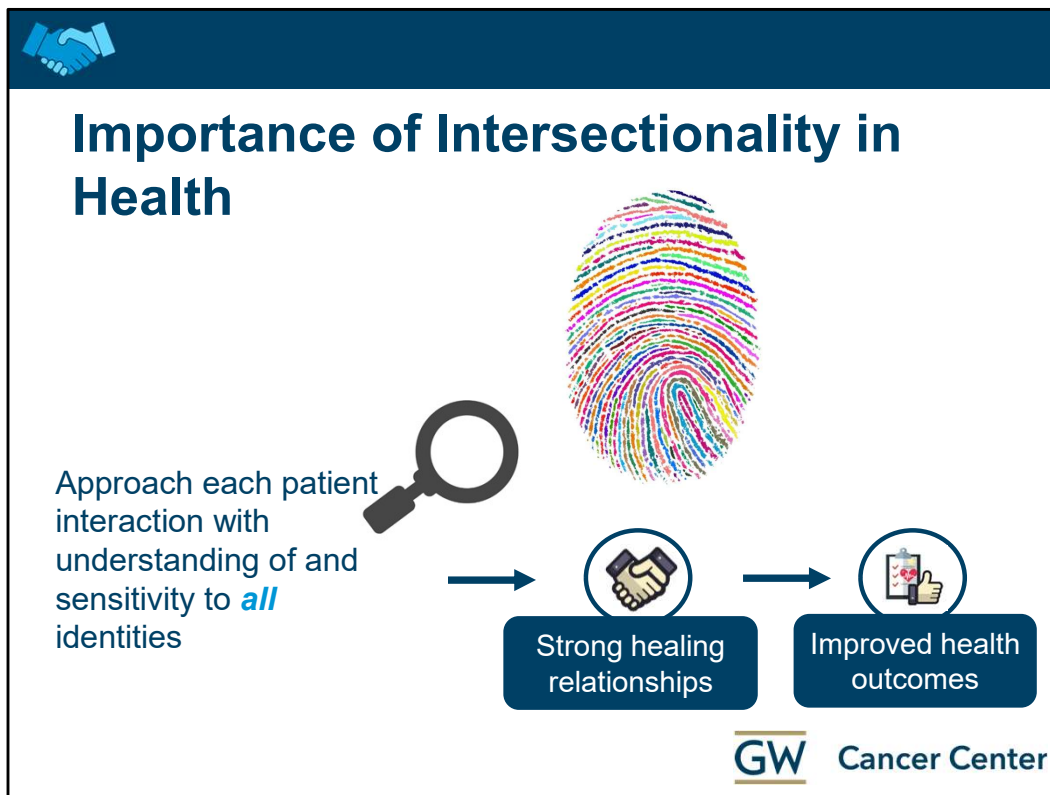 Importance of Intersectionality in
Health
Approach each patient
interaction with
understanding of and
sensitivity to all
identities
Strong healing
relationships
Improved health
outcomes
GW Cancer Center